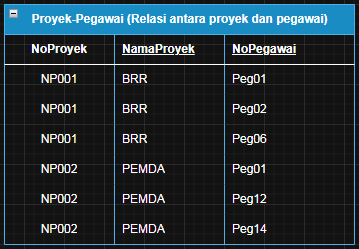 Proyek-Pegawai (Relasi antara proyek dan pegawai)
NoProyek NamaProyek NoPegawai
NP001 BRR Peg01
NP001 BRR Peg02
NP001 BRR Peg06
NP002 PEMDA Peg01
NP002 PEMDA Peg12
NP002 PEMDA Peg14